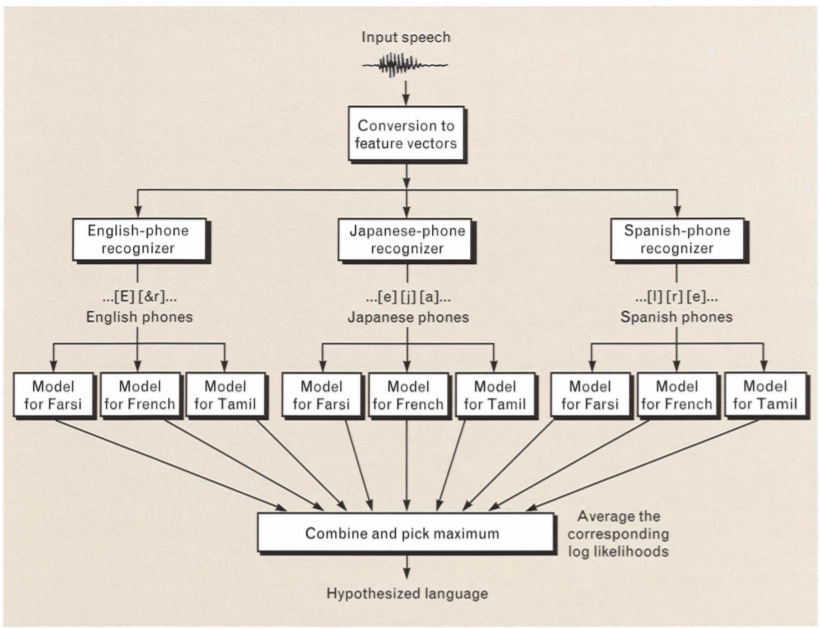 Input speech
Conversion to
feature vectors
English-phone
recognizer
Japanese-phone
recognizer
Spanish-phone
recognizer
...[E] [&r]...
English phones
...[e] [j] [a]...
Japanese phones
...[l] [r] [e]...
Spanish phones
Model
for Farsi
Model
for French
Model
for Tamil
Model
for Farsi
Model
for French
Model
for Tamil
Model
for Farsi
Model
for French
Model
for Tamil
Combine and pick maximum
Average the
corresponding
log likelihoods
Hypothesized language